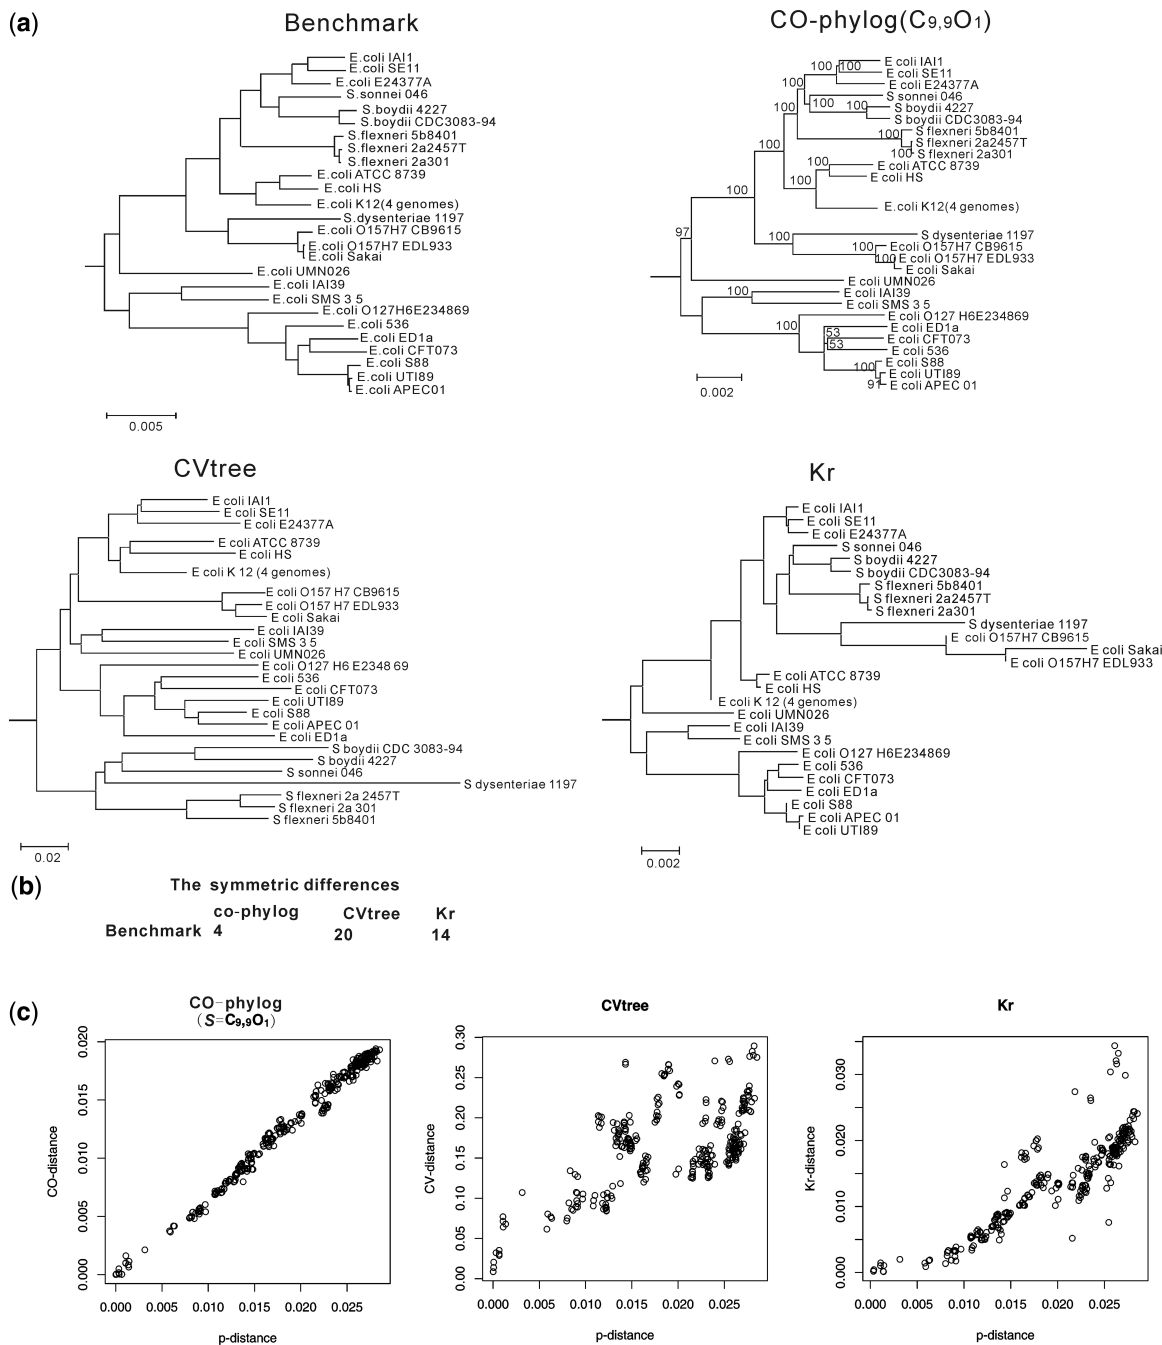 (a)
Benchmark
E.coli IAI1
E.coli SE11
E.coli E24377A
S.sonnei 046
S.boydii 4227
S.boydii CDC3083-94
S.flexneri 5b8401
S.flexneri 2a2457T
S.flexneri 2a301
E.coli ATCC 8739
E.coli HS
E.coli K12(4 genomes)
S.dysenteriae 1197
E.coli O157H7 CB9615
E.coli O157H7 EDL933
E.coli Sakai
E.coli UMN026
E.coli IAI39
E.coli SMS 3 5
E.coli O127H6E234869
E.coli 536
E.coli ED1a
E.coli CFT073
E.coli S88
E.coli UTI89
E.coli APEC01
0.005
CO-phylog(C9,9O1)
E coli IAI1
E coli SE11
E coli E24377A
S sonnei 046
S boydii 4227
S boydii CDC3083-94
S flexneri 5b8401
S flexneri 2a2457T
S flexneri 2a301
E coli ATCC 8739
E.coli HS
E.coli K12(4 genomes)
S dysenteriae 1197
E coli O157H7 CB9615
E coli O157H7 EDL933
E coli Sakai
E coli UMN026
E coli IAI39
E coli SMS 3 5
E coli O127 H6E234869
E coli ED1a
E coli CFT073
E coli 536
E coli S88
E coli UTI89
E coli APEC 01
100
100
100
100
100
100
100
100
100
100
100
100
97
100
100
100
100
100
53
53
100
91
0.002
CVtree
E coli IAI1
E coli SE11
E coli E24377A
E coli ATCC 8739
E coli HS
E coli K 12 (4 genomes)
E coli O157 H7 CB9615
E coli O157 H7 EDL933
E coli Sakai
E coli IAI39
E coli SMS 3 5
E coli UMN026
E coli O127 H6 E2348 69
E coli 536
E coli CFT073
E coli UTI89
E coli S88
E coli APEC 01
E coli ED1a
S boydii CDC 3083-94
S boydii 4227
S sonnei 046
S dysenteriae 1197
S flexneri 2a 2457T
S flexneri 2a 301
S flexneri 5b8401
0.02
Kr
E coli IAI1
E coli SE11
E coli E24377A
S sonnei 046
S boydii 4227
S boydii CDC3083-94
S flexneri 5b8401
S flexneri 2a2457T
S flexneri 2a301
S dysenteriae 1197
E coli O157H7 CB9615
E coli Sakai
E coli O157H7 EDL933
E coli ATCC 8739
E coli HS
E coli K 12 (4 genomes)
E coli UMN026
E coli IAI39
E coli SMS 3 5
E coli O127 H6E234869
E coli 536
E coli CFT073
E coli ED1a
E coli S88
E coli APEC 01
E coli UTI89
0.002
(b)
The symmetric differences
co-phylog CVtree Kr
Benchmark 4 20 14
(c)
CO-phylog
(S=C9,9O1)
CO-distance
0.020
0.015
0.010
0.005
0.000
0.000 0.005 0.010 0.015 0.020 0.025
p-distance
CVtree
CV-distance
0.30
0.25
0.20
0.15
0.10
0.05
0.00
0.000 0.005 0.010 0.015 0.020 0.025
p-distance
Kr
Kr-distance
0.030
0.020
0.010
0.000
0.000 0.005 0.010 0.015 0.020 0.025
p-distance